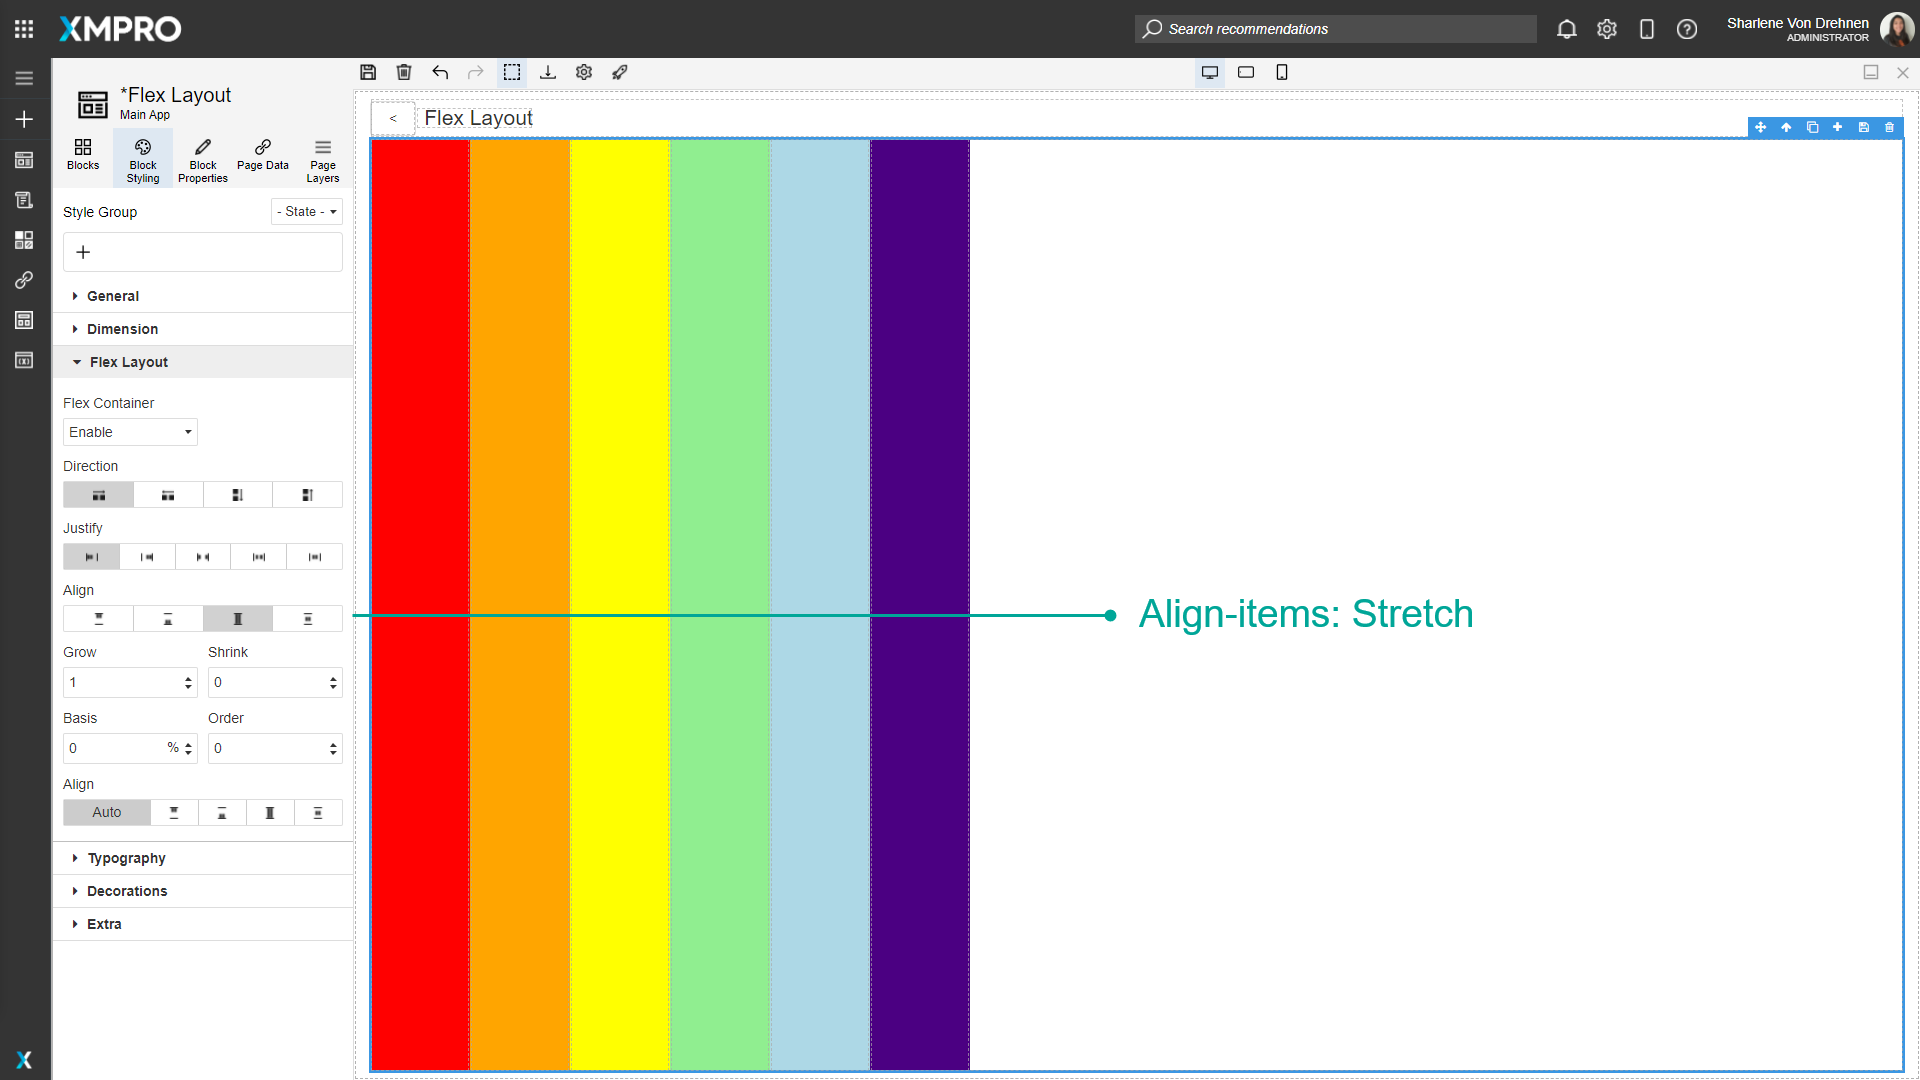 XMPRO
Search recommendations
Sharlene Von Drehnen
ADMINISTRATOR
*Flex Layout
Main App
Blocks
Block Styling
Block Properties
Page Data
Page Layers
Style Group
- State -
General
Dimension
Flex Layout
Flex Container
Enable
Direction
Justify
Align
Grow
Shrink
1
0
Basis
Order
0 %
0
Align
Auto
Typography
Decorations
Extra
<
Flex Layout
Align-items: Stretch